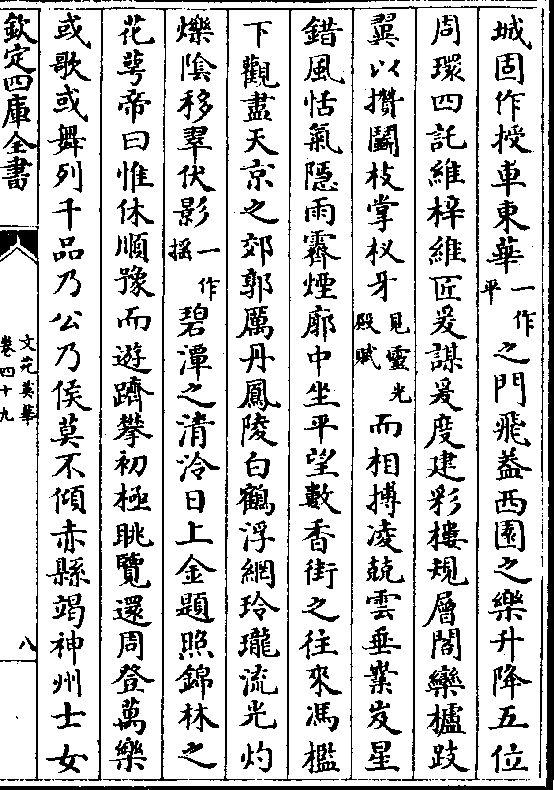 城固作授車東華一作平之門飛葢西園之樂升降五位
周環四託維梓維匠爰謀爰度建彩樓規層閣欒櫨跂
翼以攢鬭枝掌杈牙見靈光殿賦而相摶凌兢雲垂業岌星
錯風恬氣隱雨霽煙廓中坐平望數香街之往來馮檻
下觀盡天京之郊郭厲丹鳳陵白鶴浮網玲瓏流光灼
爍陰移翠伏影一作摇碧潭之清泠日上金題照錦林之
花萼帝曰惟休順豫而遊躋攀初極眺覽還周登萬樂
或歌或舞列千品乃公乃侯莫不傾赤縣竭神州士女
欽定四庫全書
文苑英華
卷四十九
八